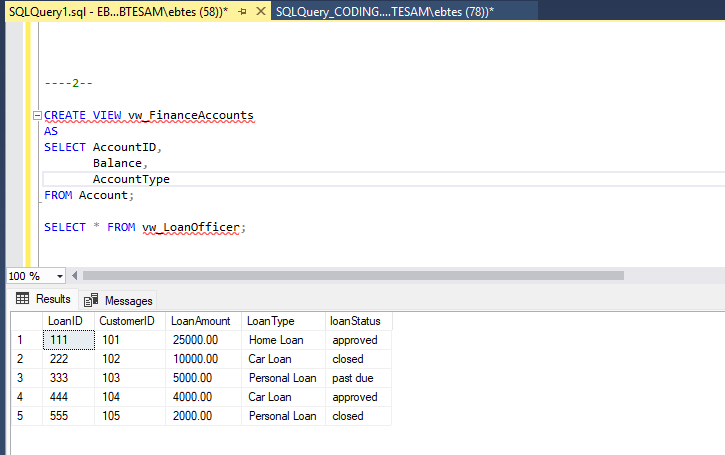 SQLQuery1.sql - EB...BTESAM\ebtes (58))* SQLQuery_CODING....TESAM\ebtes (78))*
----2--
CREATE VIEW vw_FinanceAccounts
AS
SELECT AccountID,
Balance,
AccountType
FROM Account;
SELECT * FROM vw_LoanOfficer;
100 %
Results Messages
LoanID CustomerID LoanAmount LoanType loanStatus
1 111 101 25000.00 Home Loan approved
2 222 102 10000.00 Car Loan closed
3 333 103 5000.00 Personal Loan past due
4 444 104 4000.00 Car Loan approved
5 555 105 2000.00 Personal Loan closed